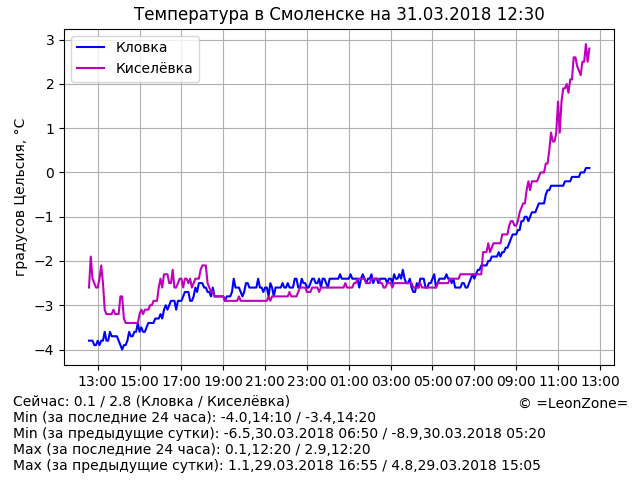 Температура в Смоленске на 31.03.2018 12:30
Кловка
Киселёвка
градусов Цельсия, °C
3
2
1
0
−1
−2
−3
−4
13:00 15:00 17:00 19:00 21:00 23:00 01:00 03:00 05:00 07:00 09:00 11:00 13:00
Сейчас: 0.1 / 2.8 (Кловка / Киселёвка)
© =LeonZone=
Min (за последние 24 часа): -4.0,14:10 / -3.4,14:20
Min (за предыдущие сутки): -6.5,30.03.2018 06:50 / -8.9,30.03.2018 05:20
Max (за последние 24 часа): 0.1,12:20 / 2.9,12:20
Max (за предыдущие сутки): 1.1,29.03.2018 16:55 / 4.8,29.03.2018 15:05